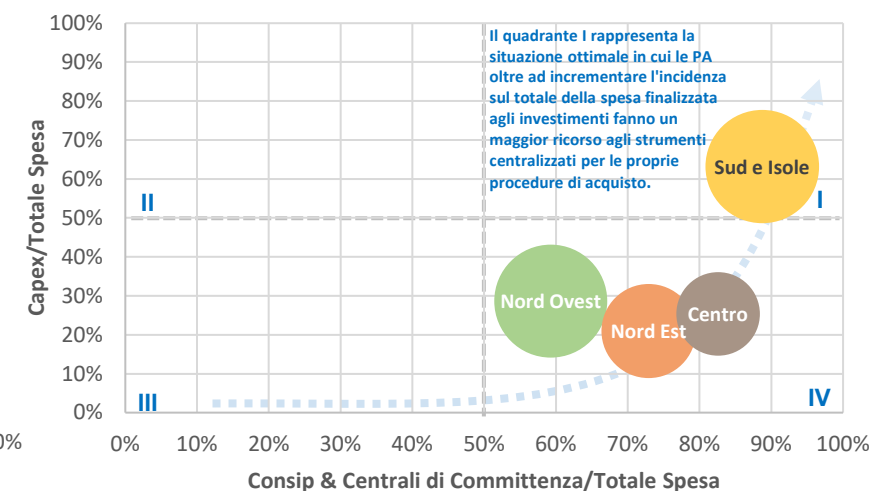 100%
90%
80%
70%
60%
50%
40%
30%
20%
10%
0%
Capex/Totale Spesa
Il quadrante I rappresenta la
situazione ottimale in cui le PA
oltre ad incrementare l'incidenza
sul totale della spesa finalizzata
agli investimenti fanno un
maggior ricorso agli strumenti
centralizzati per le proprie
procedure di acquisto.
Sud e Isole
II
I
Nord Ovest
Nord Est
Centro
III
IV
0%
0%
10%
20%
30%
40%
50%
60%
70%
80%
90%
100%
Consip & Centrali di Committenza/Totale Spesa